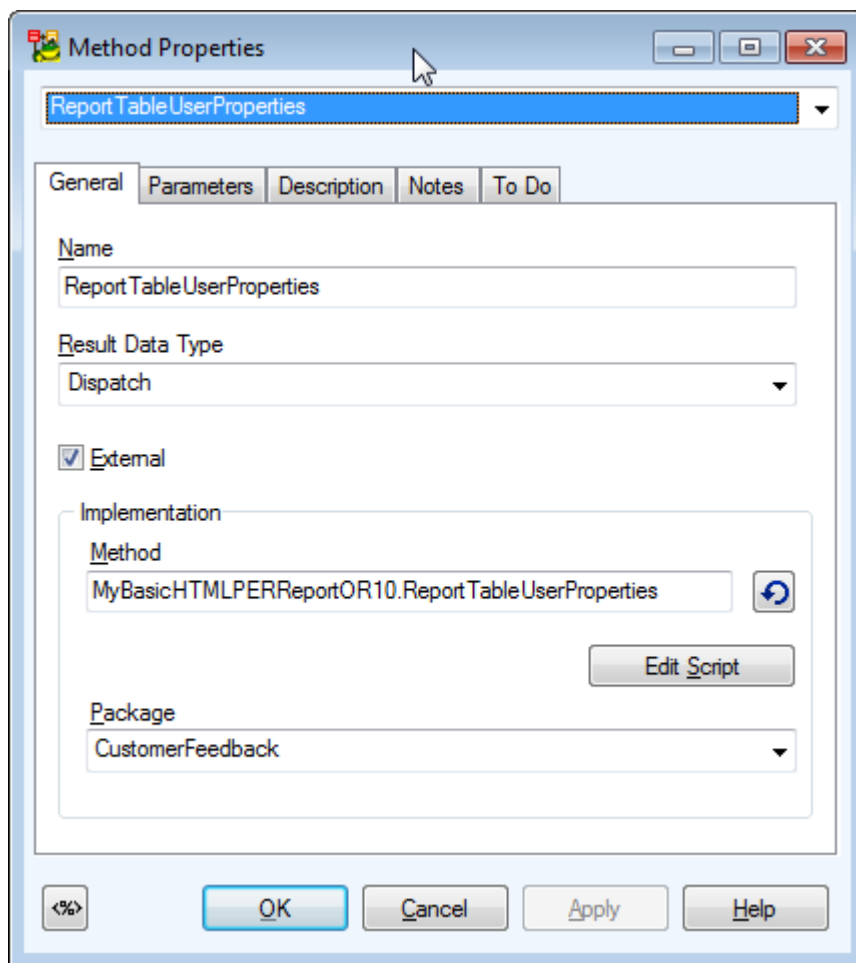 Method Properties
ReportTableUserProperties
General Parameters Description Notes To Do
Name
ReportTableUserProperties
Result Data Type
Dispatch
External
Implementation
Method
MyBasicHTMLPERReportOR10.ReportTableUserProperties
Edit Script
Package
CustomerFeedback
<%> OK Cancel Apply Help